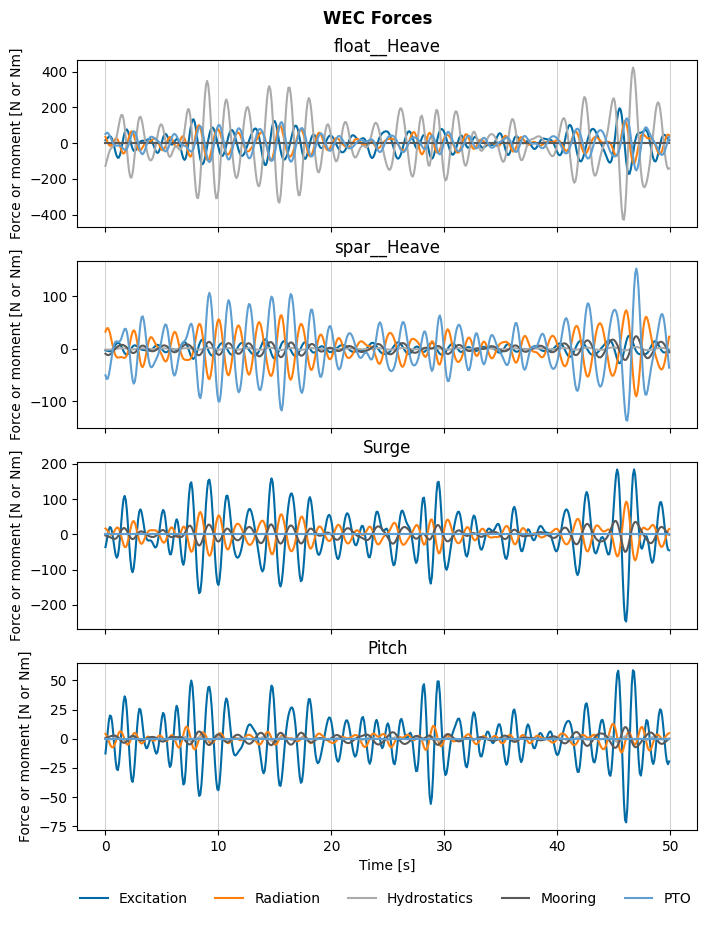 WEC Forces
float__Heave
Force or moment [N or Nm]
400
200
0
−200
−400
spar__Heave
Force or moment [N or Nm]
100
0
−100
Surge
Force or moment [N or Nm]
200
100
0
−100
−200
Pitch
Force or moment [N or Nm]
50
25
0
−25
−50
−75
0 10 20 30 40 50
Time [s]
Excitation Radiation Hydrostatics Mooring PTO